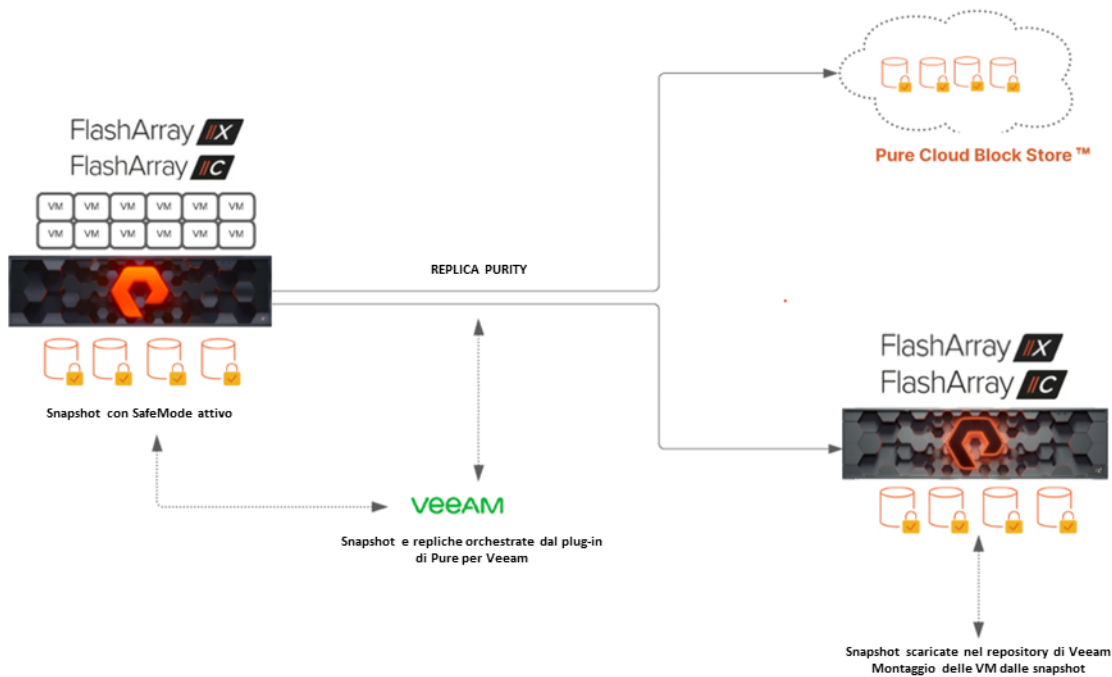 FlashArray //X
FlashArray //C
VM VM VM VM VM VM
VM VM VM VM VM VM
Snapshot con SafeMode attivo
REPLICA PURITY
Pure Cloud Block Store™
veeAM
Snapshot e repliche orchestrate dal plug-in
di Pure per Veeam
FlashArray //X
FlashArray //C
Snapshot scaricate nel repository di Veeam
Montaggio delle VM dalle snapshot